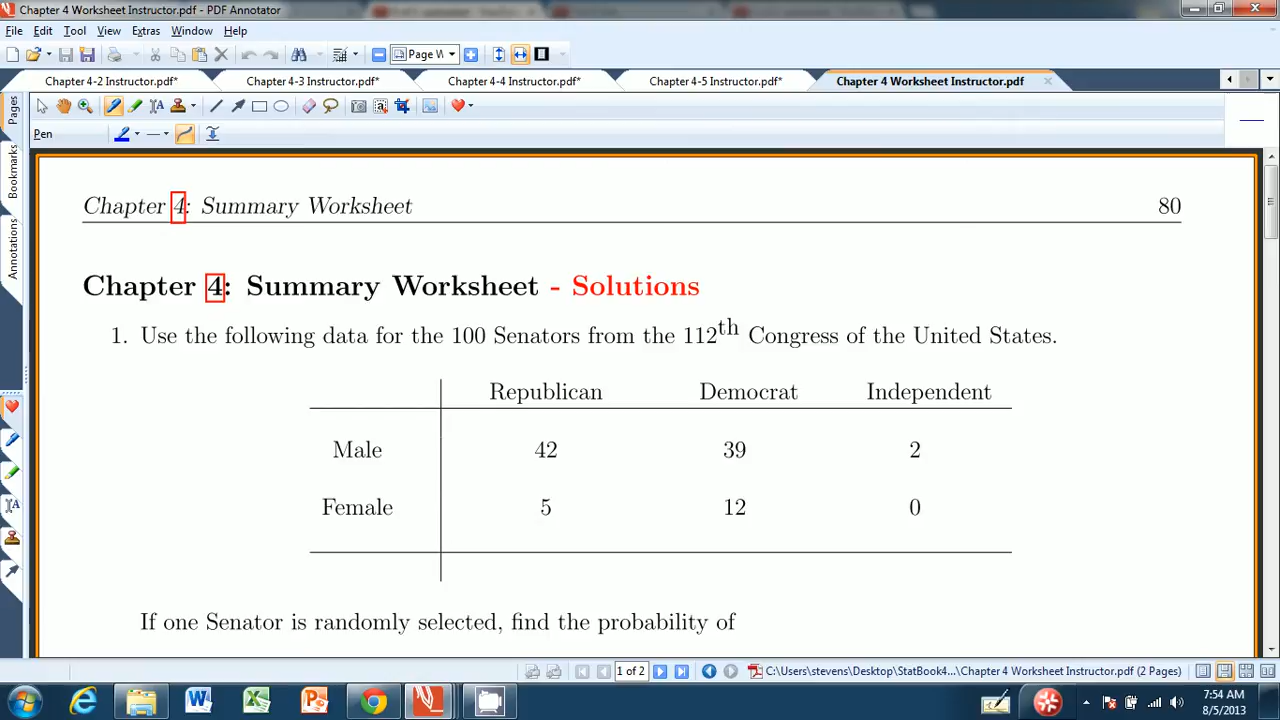 Chapter 4 Worksheet Instructor.pdf * - PDF Annotator
File Edit Tool View Extras Window Help
Page W
Chapter 4-2 Instructor.pdf* Chapter 4-3 Instructor.pdf* Chapter 4-4 Instructor.pdf* Chapter 4-5 Instructor.pdf* Chapter 4 Worksheet Instructor.pdf
Pen
Pages
Bookmarks
Annotations
Chapter 4: Summary Worksheet 80
Chapter 4: Summary Worksheet - Solutions
1. Use the following data for the 100 Senators from the 112th Congress of the United States.
Republican Democrat Independent
Male 42 39 2
Female 5 12 0
If one Senator is randomly selected, find the probability of
1 of 2 C:\Users\stevens\Desktop\StatBook4...\Chapter 4 Worksheet Instructor.pdf (2 Pages)
7:54 AM
8/5/2013